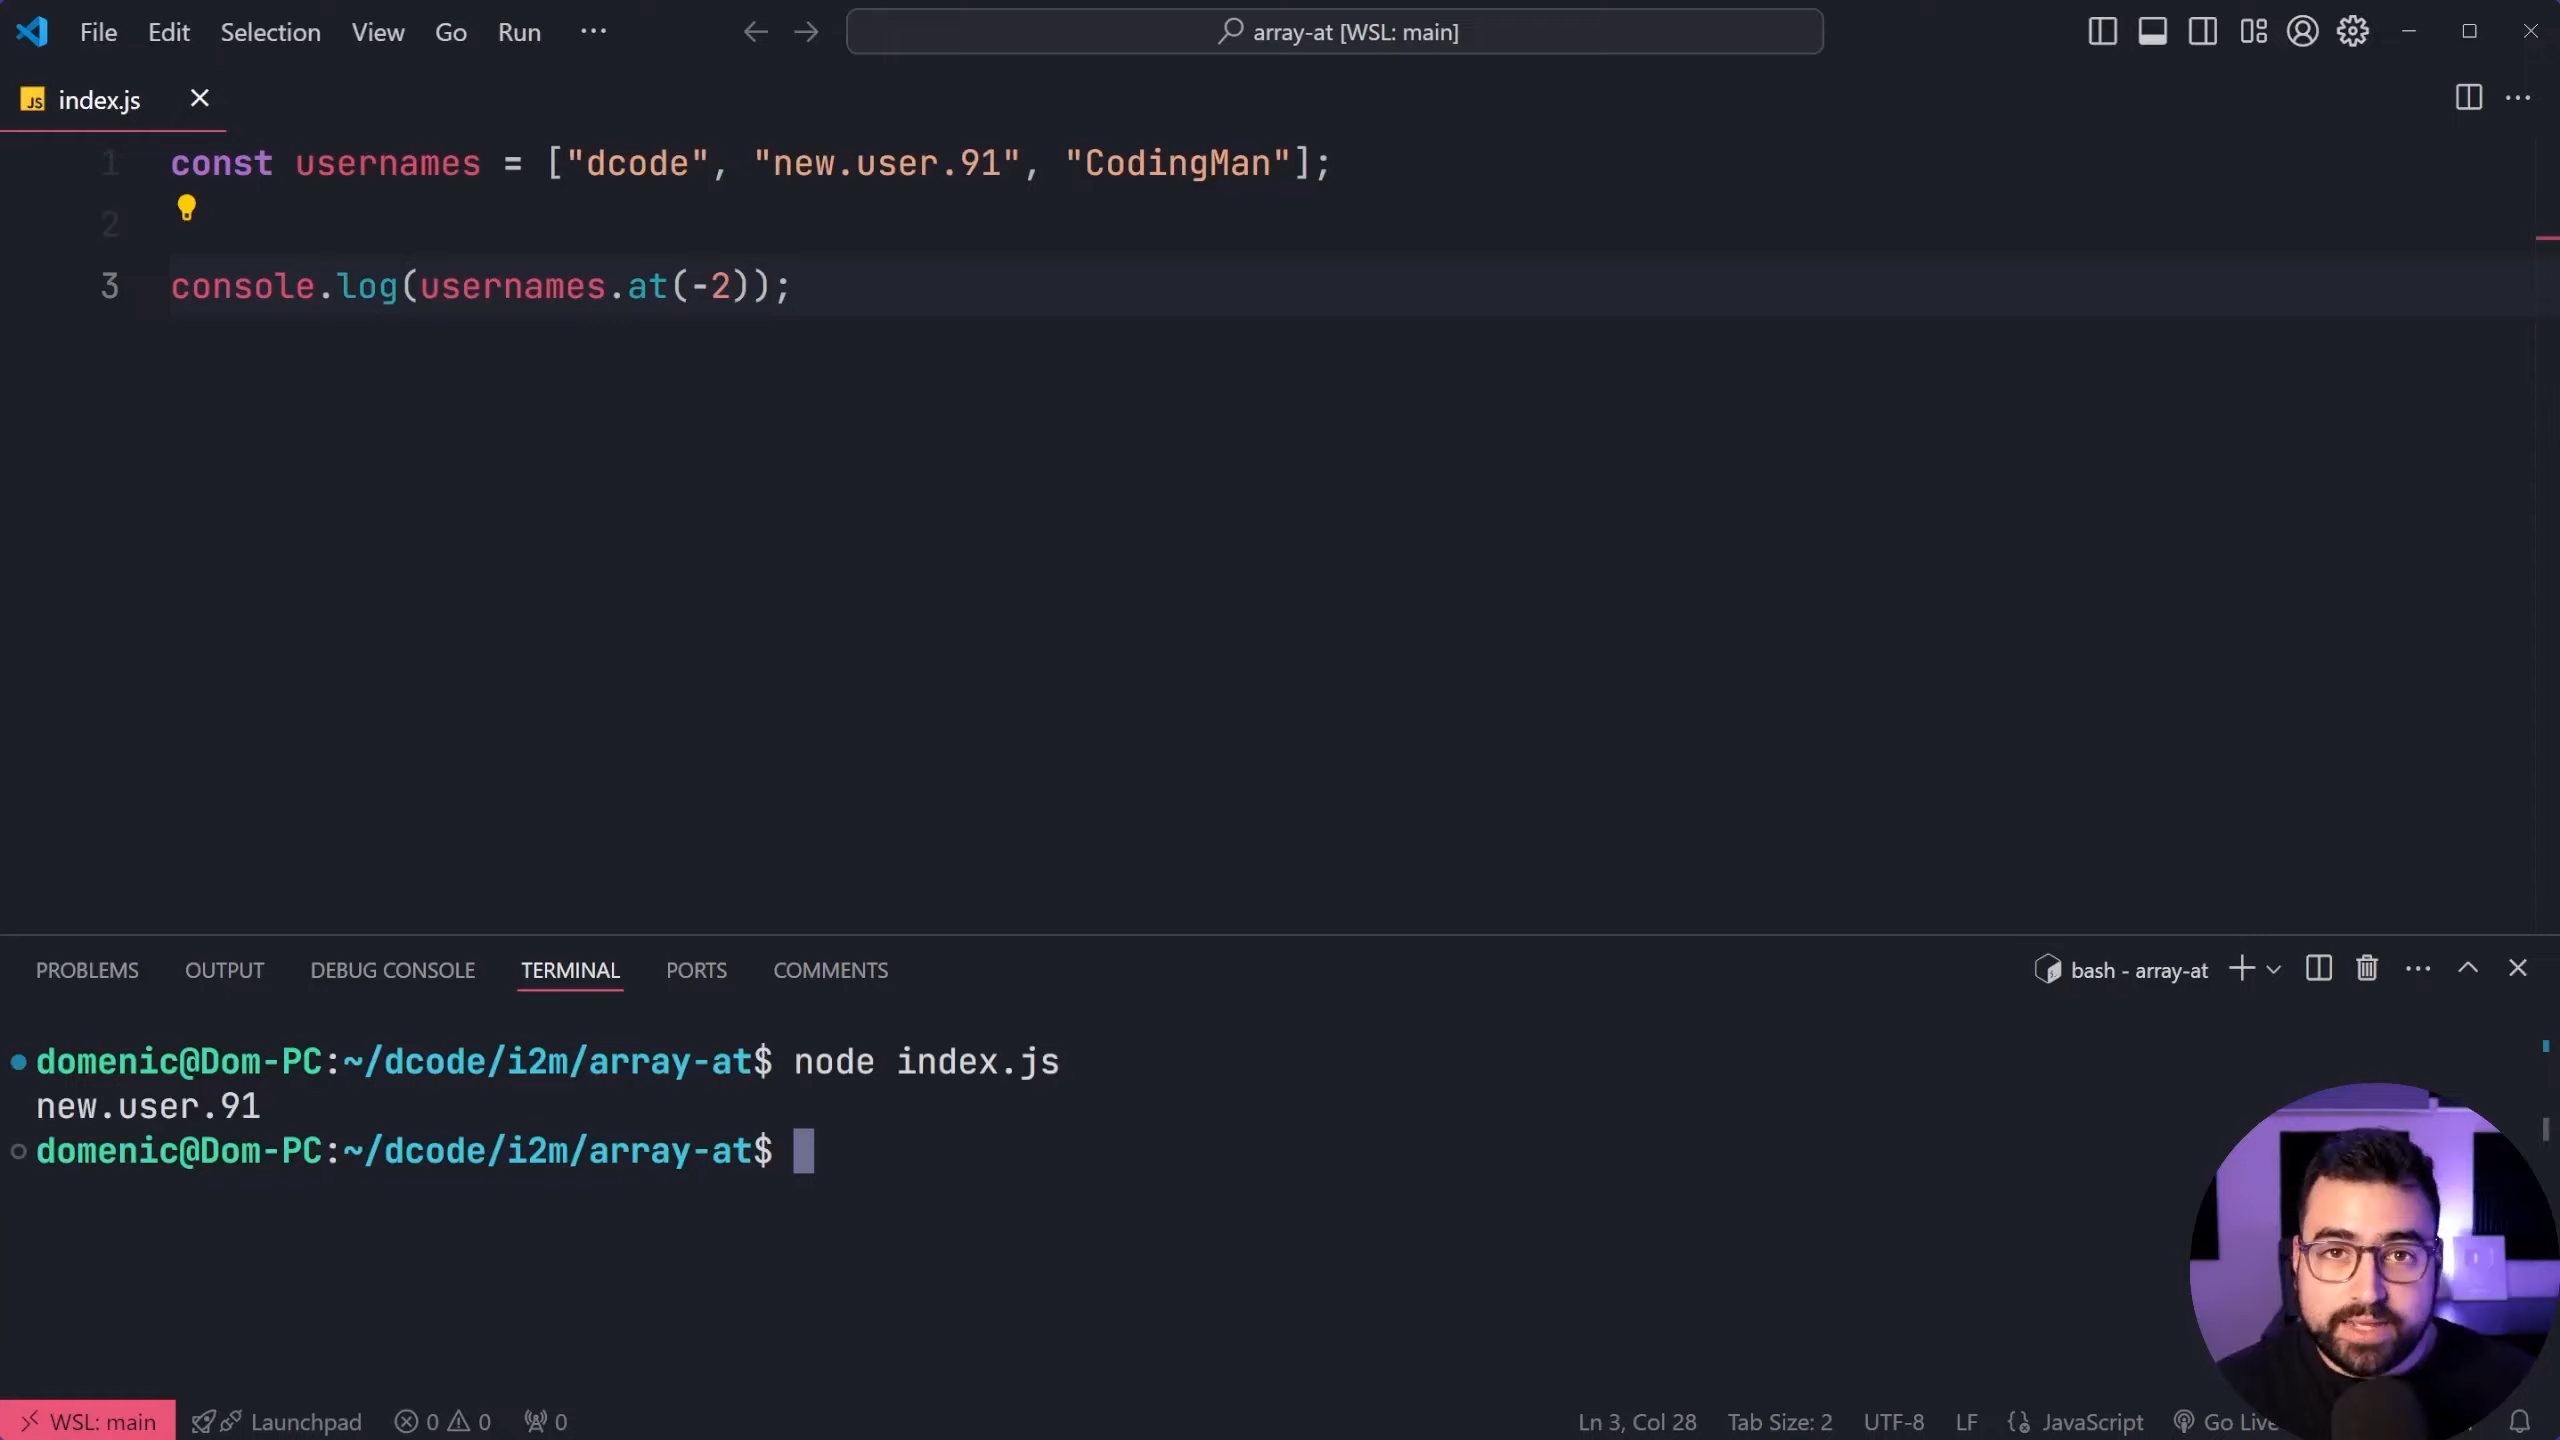 File Edit Selection View Go Run ··· array-at [WSL: main]
JS index.js
1 const usernames = ["dcode", "new.user.91", "CodingMan"];
2
3 console.log(usernames.at(-2));
PROBLEMS OUTPUT DEBUG CONSOLE TERMINAL PORTS COMMENTS bash - array-at
domenic@Dom-PC:~/dcode/i2m/array-at$ node index.js
new.user.91
domenic@Dom-PC:~/dcode/i2m/array-at$
WSL: main Launchpad 0 0 0 Ln 3, Col 28 Tab Size: 2 UTF-8 LF JavaScript Go Live